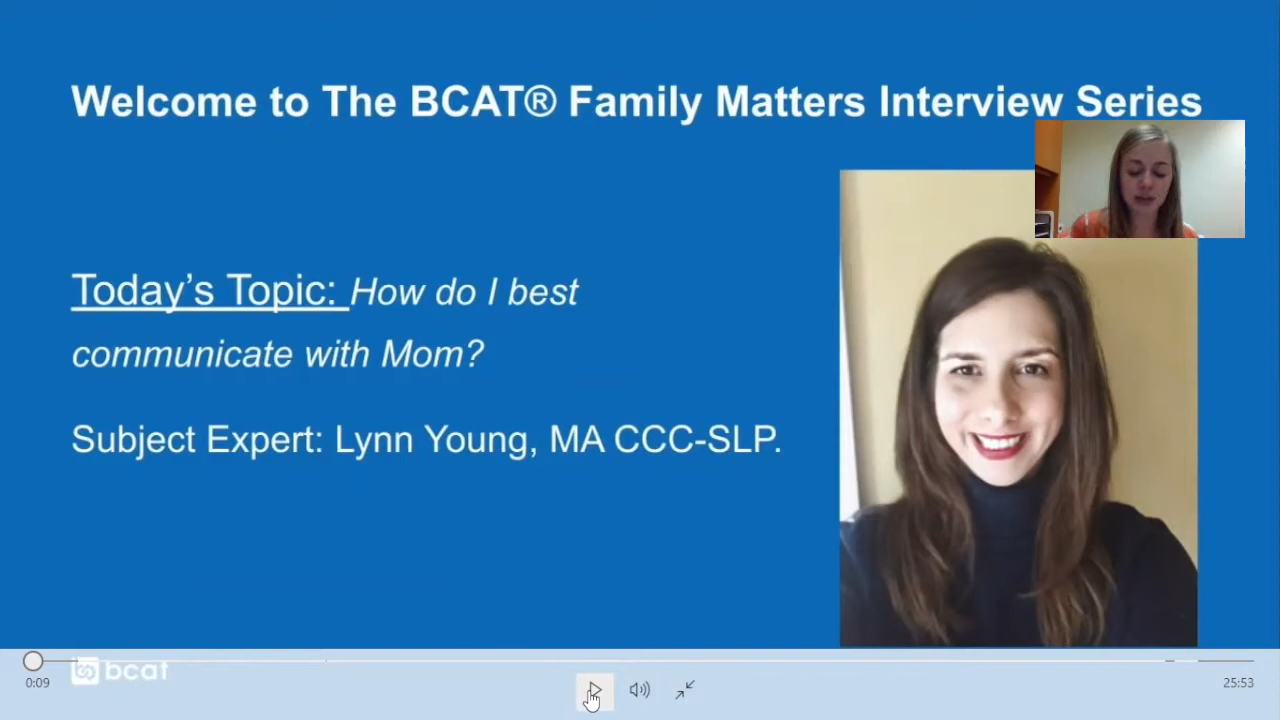 Welcome to The BCAT® Family Matters Interview Series
Today’s Topic: How do I best
communicate with Mom?
Subject Expert: Lynn Young, MA CCC-SLP.
bcat
0:09
25:53